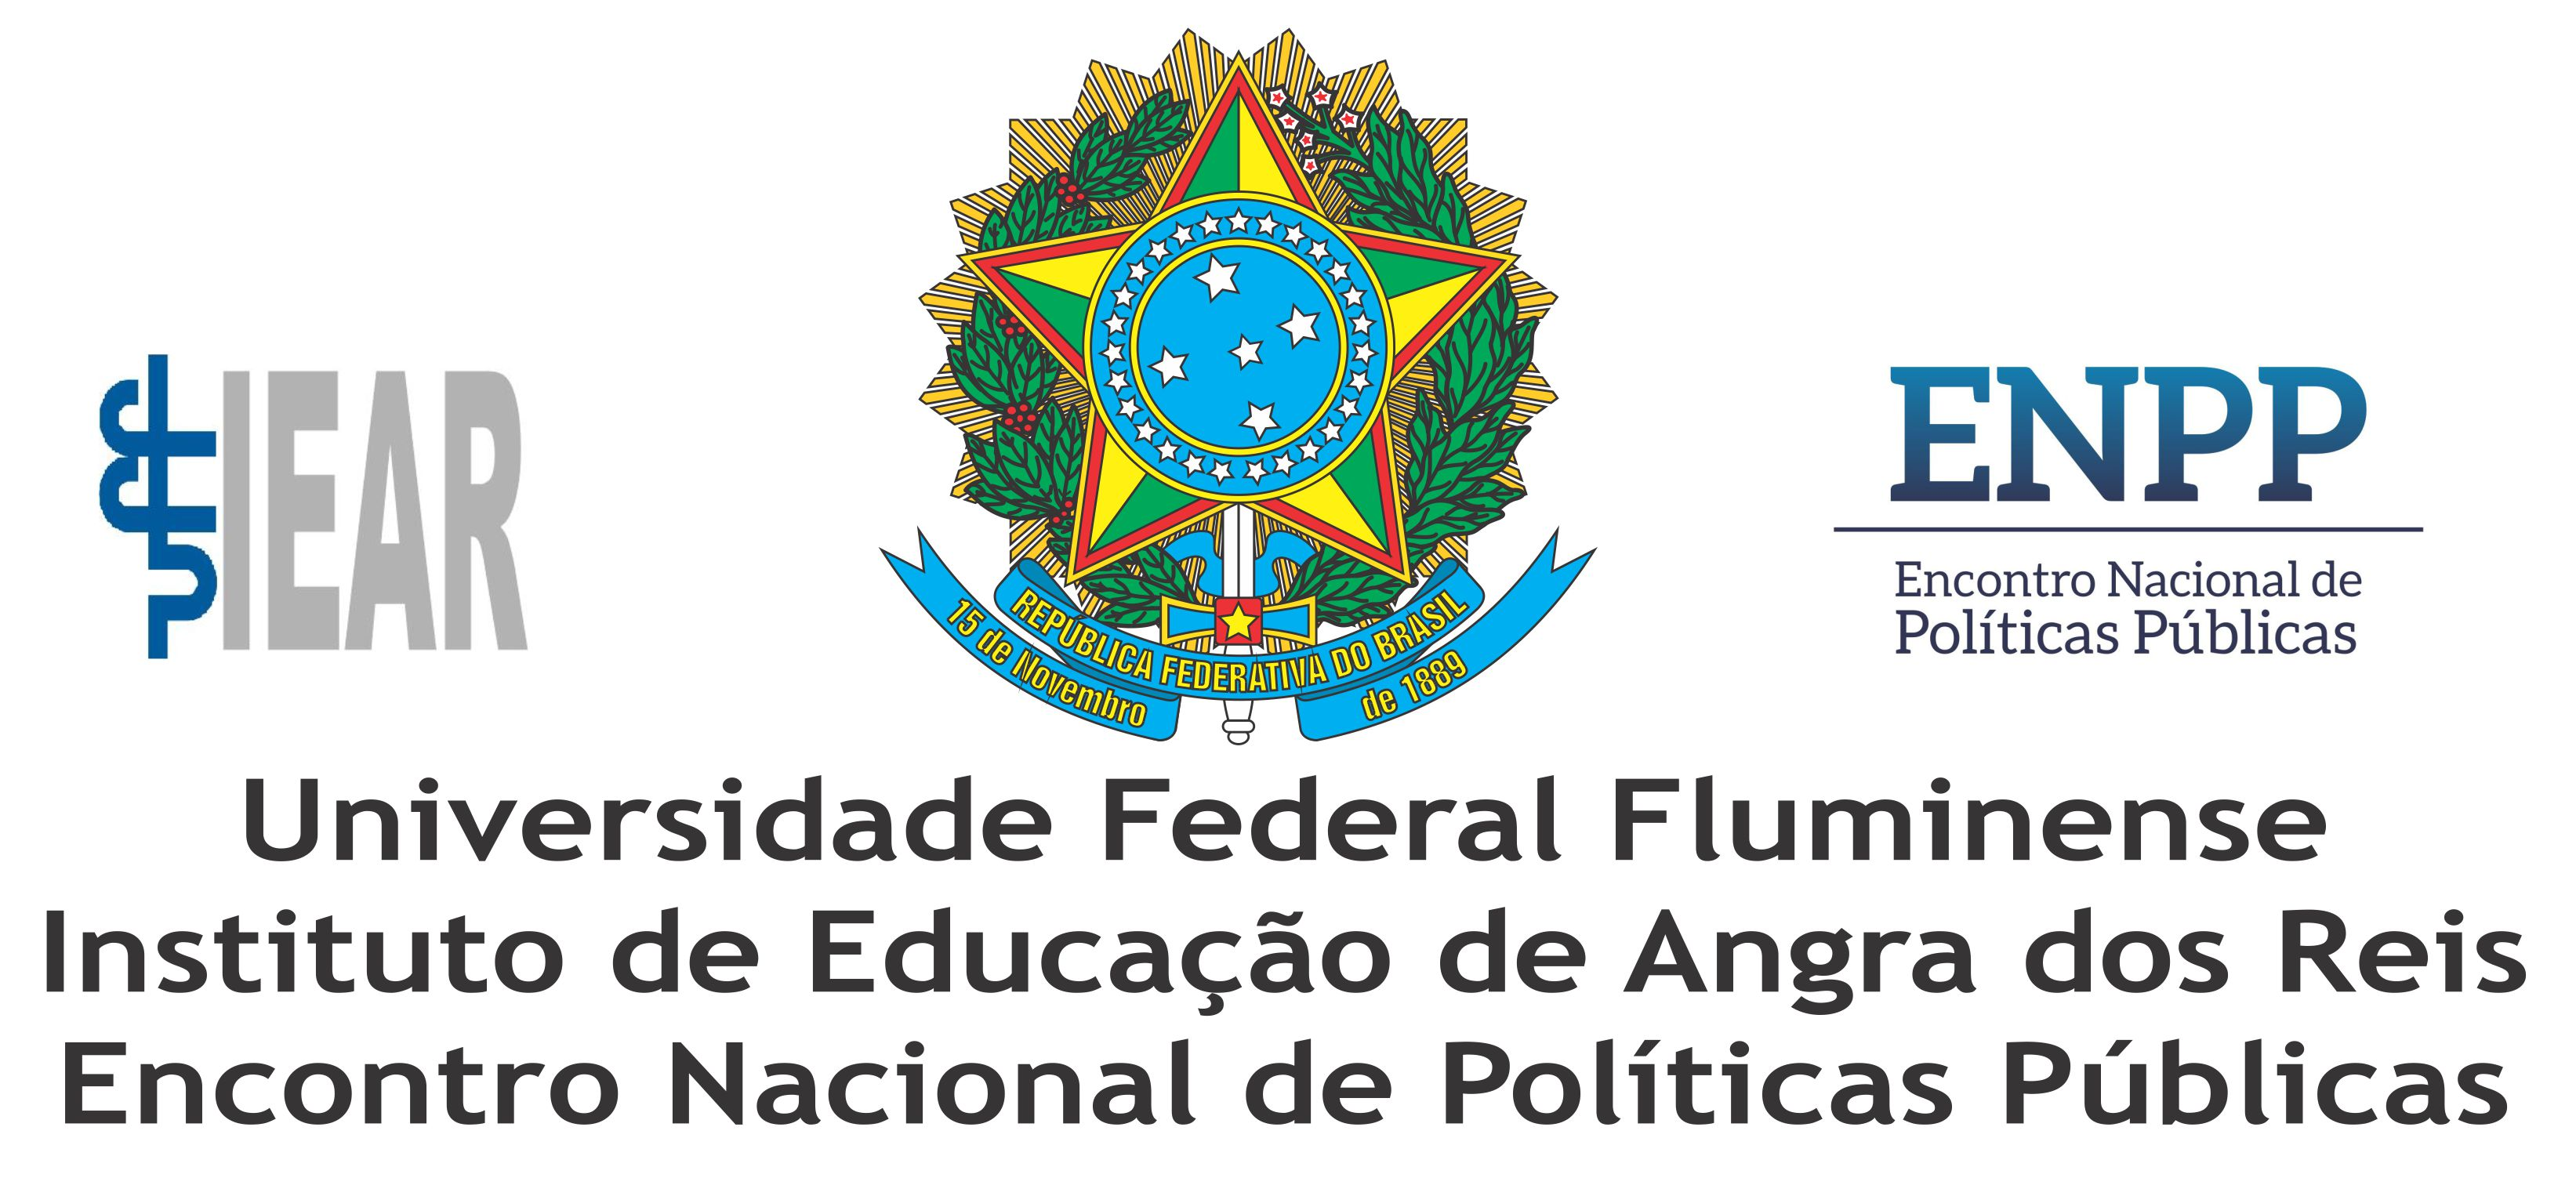 uff IEAR
REPÚBLICA FEDERATIVA DO BRASIL
15 de Novembro de 1889
ENPP
Encontro Nacional de
Políticas Públicas
Universidade Federal Fluminense
Instituto de Educação de Angra dos Reis
Encontro Nacional de Políticas Públicas